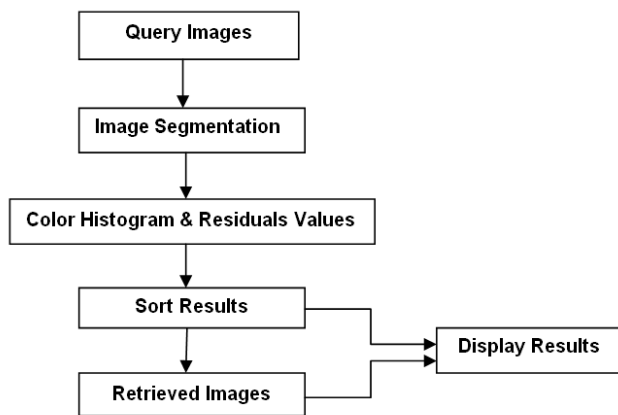 Query Images
Image Segmentation
Color Histogram & Residuals Values
Sort Results
Display Results
Retrieved Images